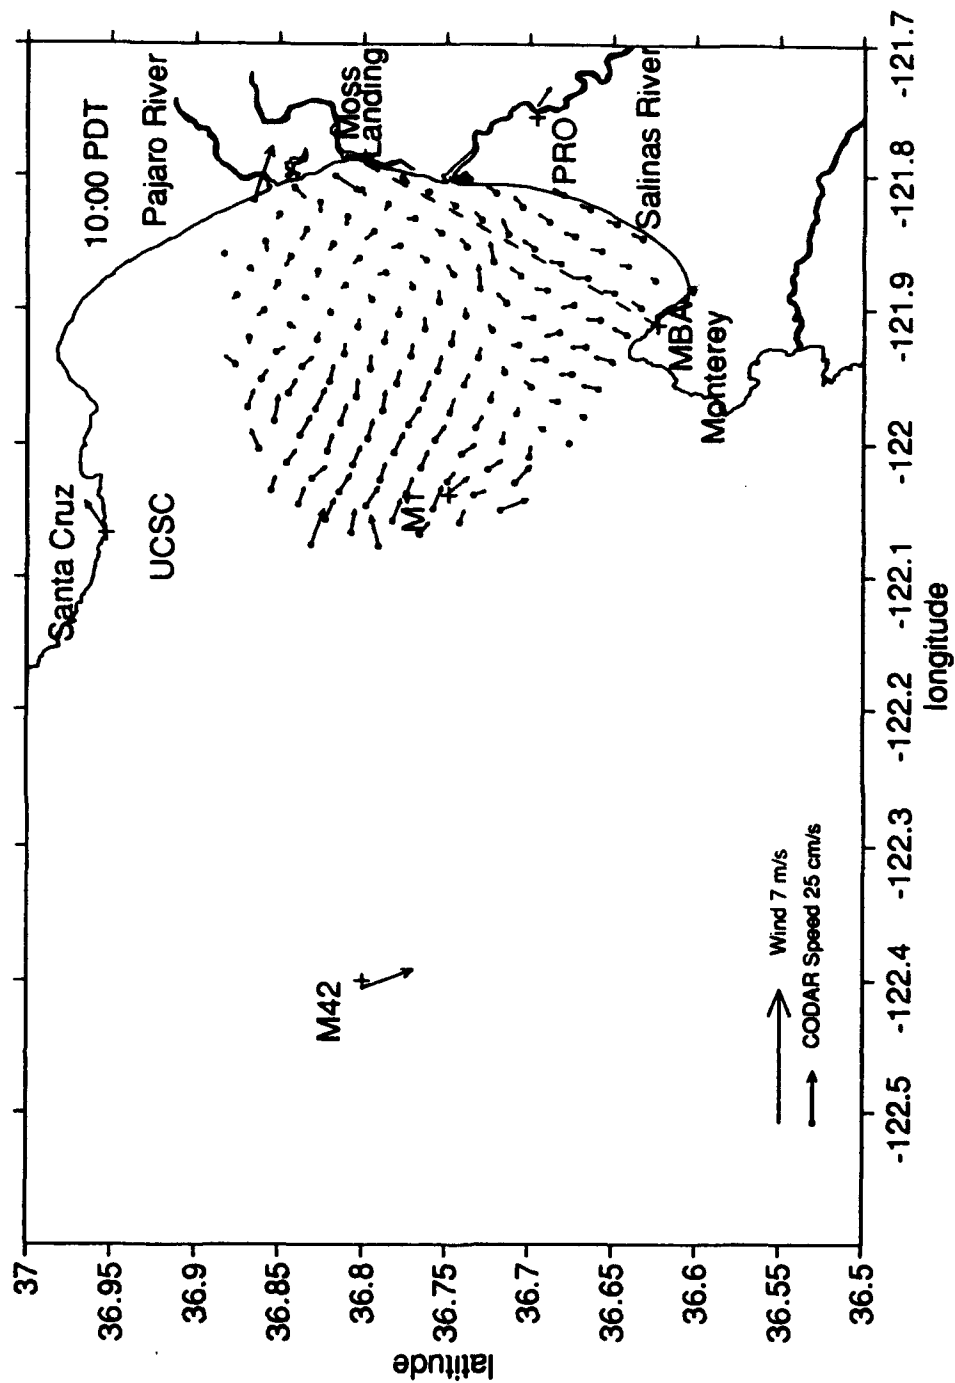 10:00 PDT
Santa Cruz
UCSC
Pajaro River
Moss
Landing
M1
M42
PRO
Salinas River
MBA
Monterey
Wind 7 m/s
CODAR Speed 25 cm/s
latitude
37
36.95
36.9
36.85
36.8
36.75
36.7
36.65
36.6
36.55
36.5
-122.5
-122.4
-122.3
-122.2
-122.1
-122
-121.9
-121.8
-121.7
longitude